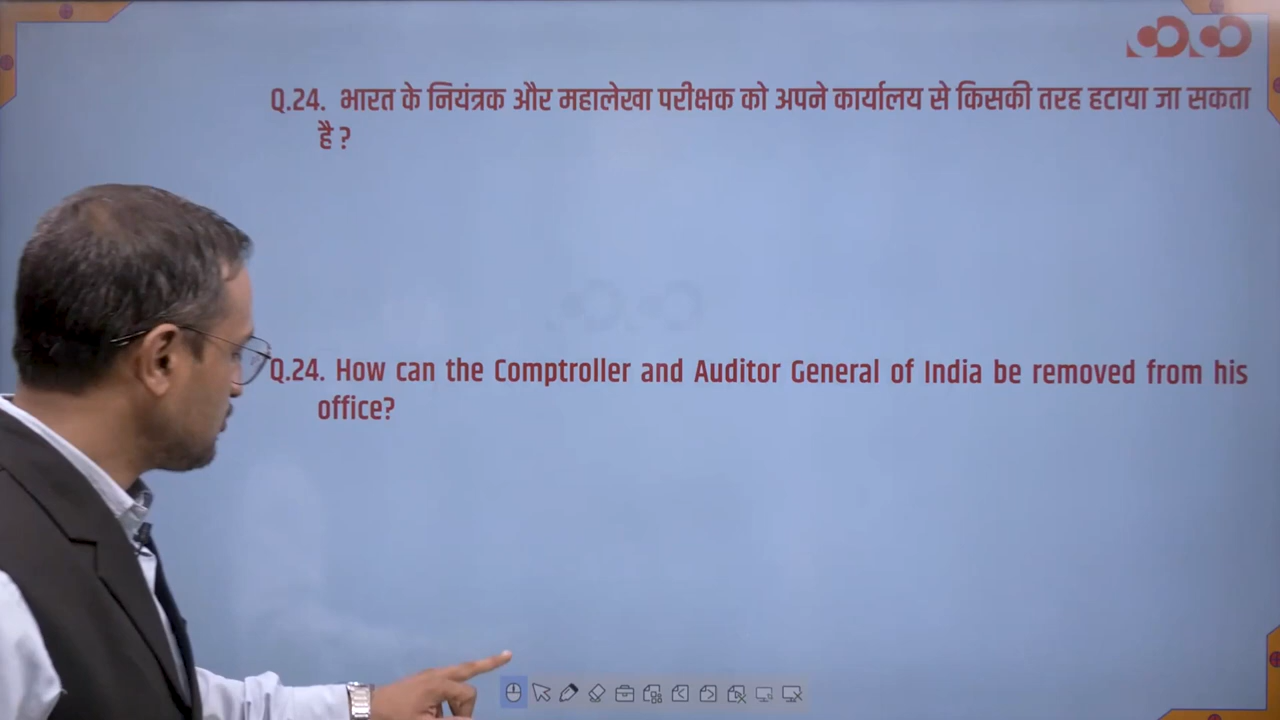 Q.24. भारत के नियंत्रक और महालेखा परीक्षक को अपने कार्यालय से किसकी तरह हटाया जा सकता
है ?
Q.24. How can the Comptroller and Auditor General of India be removed from his
office?